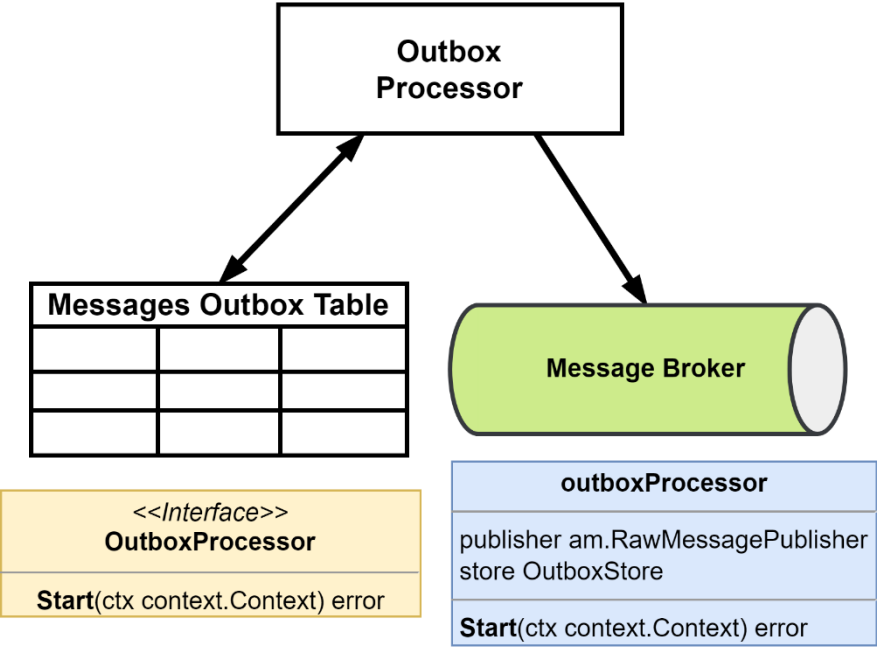 Outbox
Processor
Messages Outbox Table
Message Broker
<<Interface>>
OutboxProcessor
Start(ctx context.Context) error
outboxProcessor
publisher am.RawMessagePublisher
store OutboxStore
Start(ctx context.Context) error